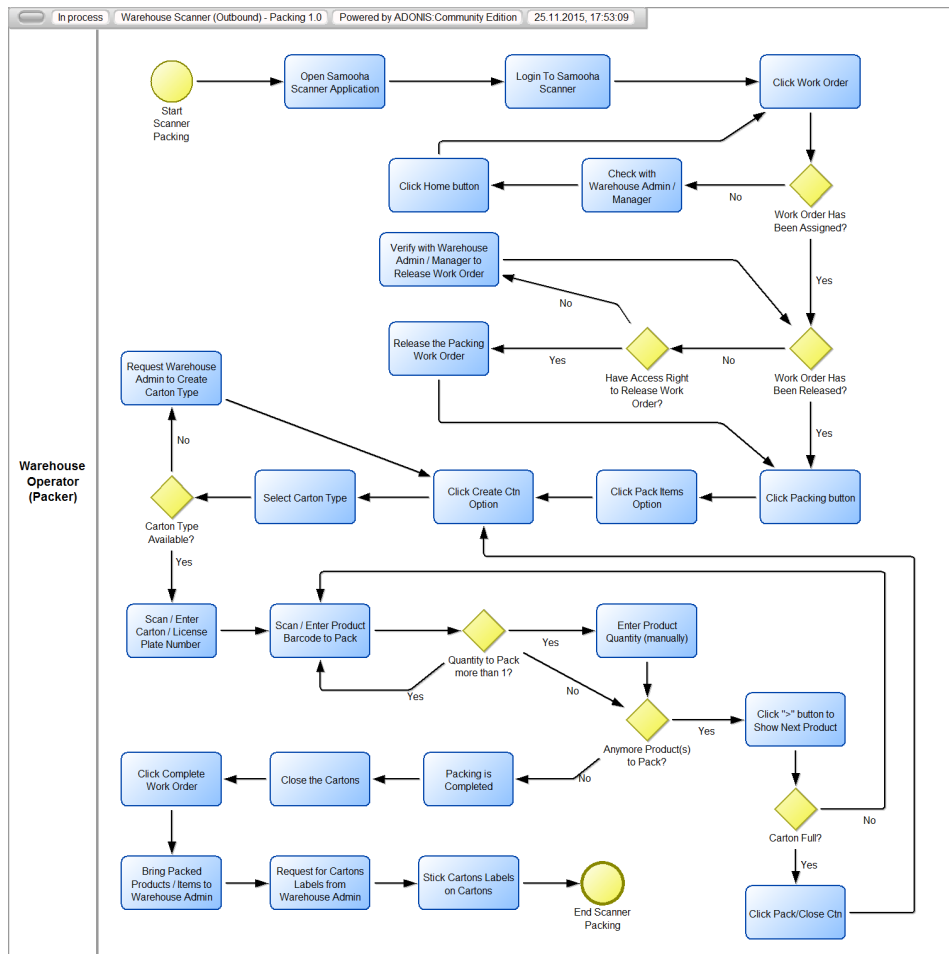 In process Warehouse Scanner (Outbound) - Packing 1.0 Powered by ADONIS:Community Edition 25.11.2015, 17:53:09
Warehouse
Operator
(Packer)
Start
Scanner
Packing
Open Samooha
Scanner Application
Login To Samooha
Scanner
Click Work Order
Click Home button
Check with
Warehouse Admin /
Manager
No
Work Order Has
Been Assigned?
Yes
Verify with Warehouse
Admin / Manager to
Release Work Order
No
Release the Packing
Work Order
Yes
Have Access Right
to Release Work
Order?
No
Work Order Has
Been Released?
Yes
Request Warehouse
Admin to Create
Carton Type
No
Carton Type
Available?
Yes
Select Carton Type
Click Create Ctn
Option
Click Pack Items
Option
Click Packing button
Scan / Enter
Carton / License
Plate Number
Scan / Enter Product
Barcode to Pack
Quantity to Pack
more than 1?
Yes
Yes
No
Enter Product
Quantity (manually)
Anymore Product(s)
to Pack?
Yes
No
Click ">" button to
Show Next Product
Carton Full?
No
Yes
Click Pack/Close Ctn
Packing is
Completed
Close the Cartons
Click Complete
Work Order
Bring Packed
Products / Items to
Warehouse Admin
Request for Cartons
Labels from
Warehouse Admin
Stick Cartons Labels
on Cartons
End Scanner
Packing